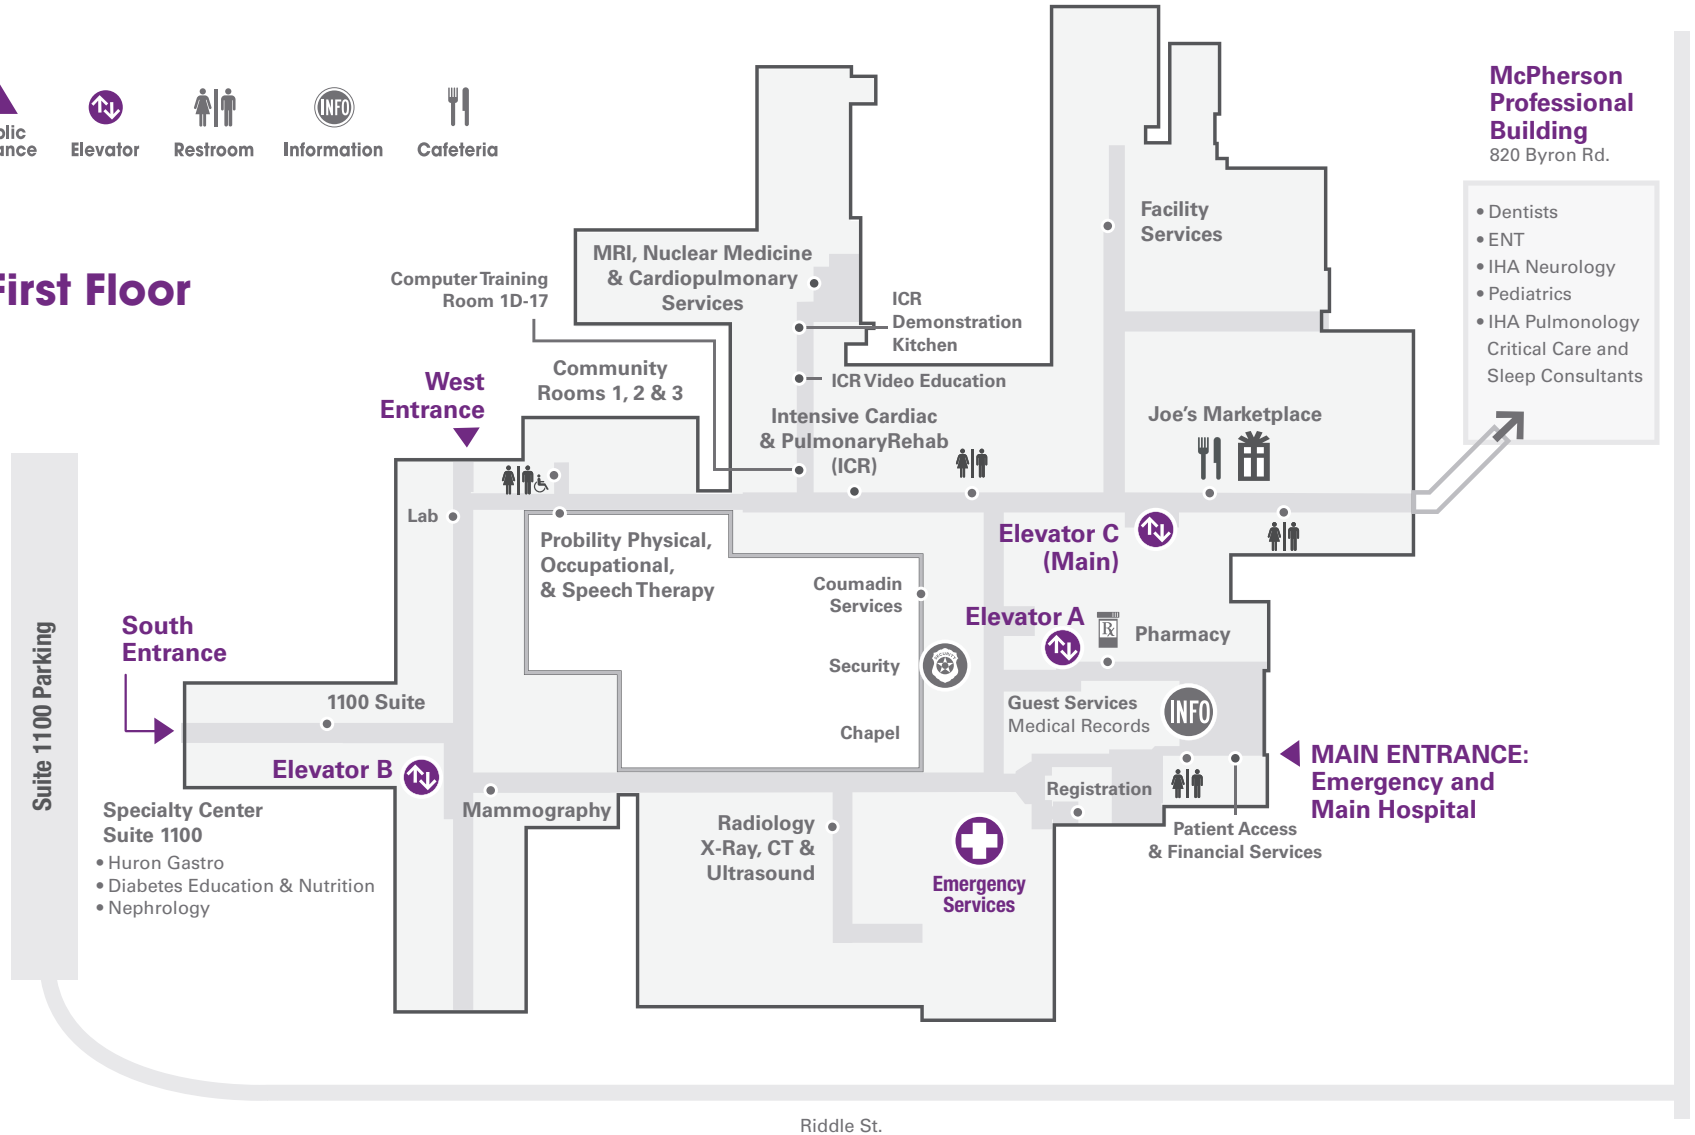 Elevator
Restroom
INFO
Information
Cafeteria
First Floor
McPherson
Professional
Building
820 Byron Rd.
• Dentists
• ENT
• IHA Neurology
• Pediatrics
• IHA Pulmonology
Critical Care and
Sleep Consultants
Facility
Services
MRI, Nuclear Medicine
& Cardiopulmonary
Services
Computer Training
Room 1D-17
ICR
Demonstration
Kitchen
Community
Rooms 1, 2 & 3
ICR Video Education
West
Entrance
Intensive Cardiac
& PulmonaryRehab
(ICR)
Joe's Marketplace
Lab
Probility Physical,
Occupational,
& Speech Therapy
Elevator C
(Main)
Coumadin
Services
Elevator A
Rx
Pharmacy
South
Entrance
Suite 1100 Parking
Security
SECURITY
1100 Suite
Guest Services
Medical Records
INFO
Chapel
MAIN ENTRANCE:
Emergency and
Main Hospital
Elevator B
Registration
Specialty Center
Suite 1100
• Huron Gastro
• Diabetes Education & Nutrition
• Nephrology
Mammography
Radiology
X-Ray, CT &
Ultrasound
Patient Access
& Financial Services
Emergency
Services
Riddle St.